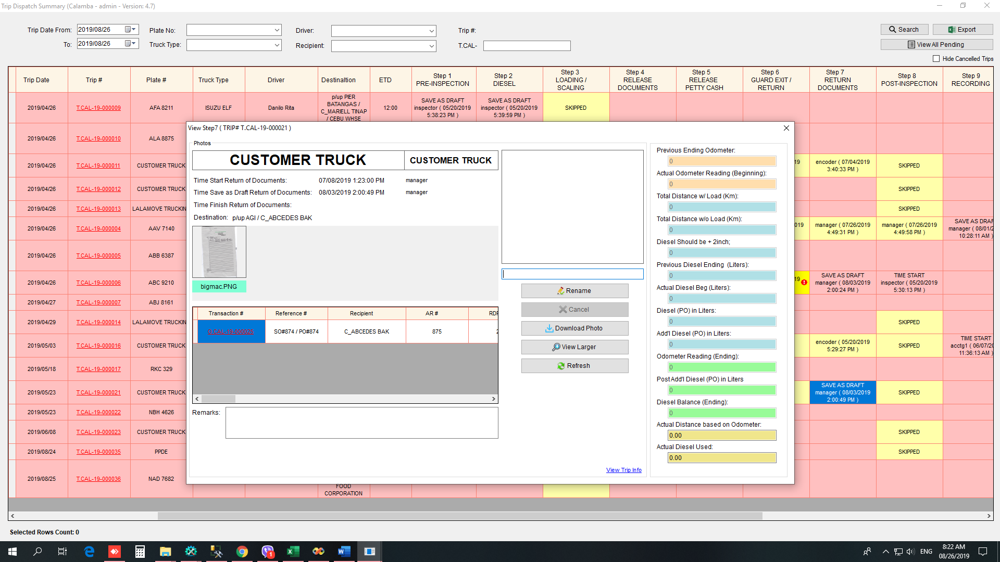 Trip Dispatch Summary (Calamba - admin - Version: 4.7)
Trip Date From: 2019/08/26 Plate No: Driver: Trip #: Search Export
To: 2019/08/26 Truck Type: Recipient: T.CAL- View All Pending
Hide Cancelled Trips
Trip Date Trip # Plate # Truck Type Driver Destinaltion ETD Step 1 PRE-INSPECTION Step 2 DIESEL Step 3 LOADING / SCALING Step 4 RELEASE DOCUMENTS Step 5 RELEASE PETTY CASH Step 6 GUARD EXIT / RETURN Step 7 RETURN DOCUMENTS Step 8 POST-INSPECTION Step 9 RECORDING
2019/04/26 T.CAL-19-000009 AFA 8211 ISUZU ELF Danilo Rita p/up PIER BATANGAS / C_MARIELL TINAP / CEBU WHSE 12:00 SAVE AS DRAFT inspector ( 05/20/2019 5:38:23 PM ) SAVE AS DRAFT inspector ( 05/20/2019 5:39:59 PM ) SKIPPED
2019/04/26 T.CAL-19-000010 ALA 8875
2019/04/26 T.CAL-19-000011 CUSTOMER TRUCK 19 encoder ( 07/04/2019 3:40:33 PM ) SKIPPED
2019/04/26 T.CAL-19-000012 CUSTOMER TRUCK SKIPPED
2019/04/26 T.CAL-19-000013 LALAMOVE TRUCKIN SKIPPED
2019/04/26 T.CAL-19-000004 AAV 7140 019 manager ( 07/26/2019 4:49:31 PM ) manager ( 07/26/2019 4:49:58 PM ) SAVE AS DRAF manager ( 08/01/2 10:28:11 AM )
2019/04/26 T.CAL-19-000005 ABB 6387
2019/04/26 T.CAL-19-000006 ABC 9210 19 SAVE AS DRAFT manager ( 08/03/2019 2:00:24 PM ) TIME START inspector ( 05/20/2019 5:30:13 PM )
2019/04/27 T.CAL-19-000007 ABJ 8161
2019/04/29 T.CAL-19-000014 LALAMOVE TRUCKIN SKIPPED
2019/05/03 T.CAL-19-000016 CUSTOMER TRUCK encoder ( 05/20/2019 5:29:27 PM ) SKIPPED TIME START acctg1 ( 06/07/20 11:36:13 AM )
2019/05/18 T.CAL-19-000017 RKC 329
2019/05/23 T.CAL-19-000021 CUSTOMER TRUCK SAVE AS DRAFT manager ( 08/03/2019 2:00:49 PM ) SKIPPED
2019/05/23 T.CAL-19-000022 NBH 4626
2019/06/08 T.CAL-19-000023 CUSTOMER TRUCK SKIPPED
2019/08/24 T.CAL-19-000035 PPDE SKIPPED
2019/08/25 T.CAL-19-000036 NAD 7682 FOOD CORPORATION
View Step7 ( TRIP# T.CAL-19-000021 )
Photos
CUSTOMER TRUCK CUSTOMER TRUCK
Time Start Return of Documents: 07/08/2019 1:23:00 PM manager
Time Save as Draft Return of Documents: 08/03/2019 2:00:49 PM manager
Time Finish Return of Documents:
Destination: p/up AGI / C_ABCEDES BAK
bigmac.PNG
Transaction # Reference # Recipient AR # RDF
O.CAL-19-000025 SO#874 / PO#874 C_ABCEDES BAK 875 2
Remarks:
Rename
Cancel
Download Photo
View Larger
Refresh
View Trip Info
Previous Ending Odometer:
0
Actual Odometer Reading (Beginning):
0
Total Distance w/ Load (Km):
0
Total Distance w/o Load (Km):
0
Diesel Should be + 2inch;
0
Previous Diesel Ending (Liters):
0
Actual Diesel Beg (Liters):
0
Diesel (PO) in Liters:
0
Add'l Diesel (PO) in Liters:
0
Odometer Reading (Ending):
0
Post Add'l Diesel (PO) in Liters
0
Diesel Balance (Ending):
0
Actual Distance based on Odometer:
0.00
Actual Diesel Used:
0.00
Selected Rows Count: 0
1
ENG
8:22 AM
08/26/2019